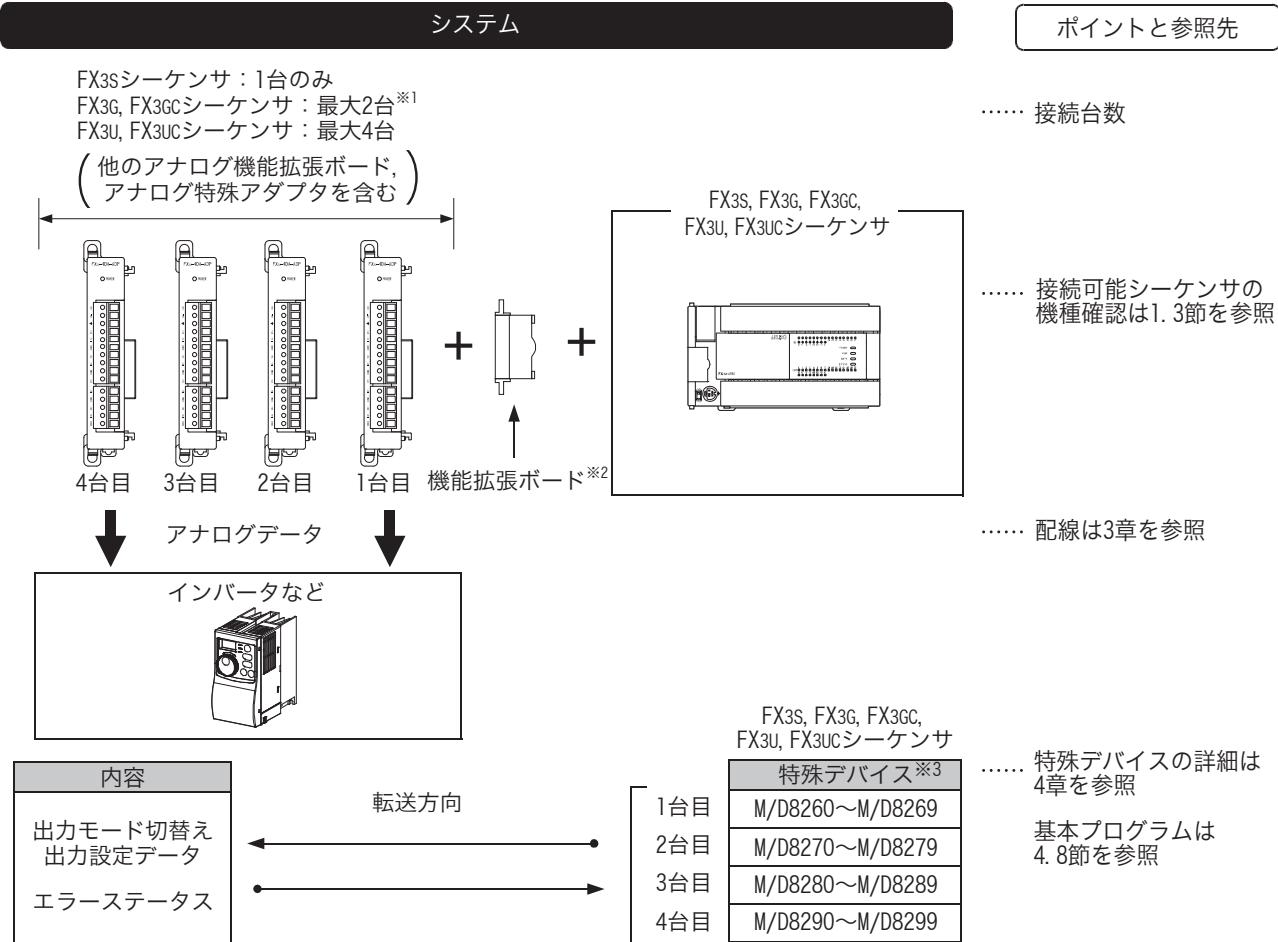 システム
ポイントと参照先
FX3Sシーケンサ：1台のみ
FX3G, FX3GCシーケンサ：最大2台※1
FX3U, FX3UCシーケンサ：最大4台
(他のアナログ機能拡張ボード,
アナログ特殊アダプタを含む)
…… 接続台数
FX3S, FX3G, FX3GC,
FX3U, FX3UCシーケンサ
…… 接続可能シーケンサの
機種確認は1. 3節を参照
+
+
4台目
3台目
2台目
1台目
機能拡張ボード※2
アナログデータ
…… 配線は3章を参照
インバータなど
FX3S, FX3G, FX3GC,
FX3U, FX3UCシーケンサ
内容
出力モード切替え
出力設定データ
エラーステータス
転送方向
特殊デバイス※3
1台目 M/D8260～M/D8269
2台目 M/D8270～M/D8279
3台目 M/D8280～M/D8289
4台目 M/D8290～M/D8299
…… 特殊デバイスの詳細は
4章を参照
基本プログラムは
4. 8節を参照